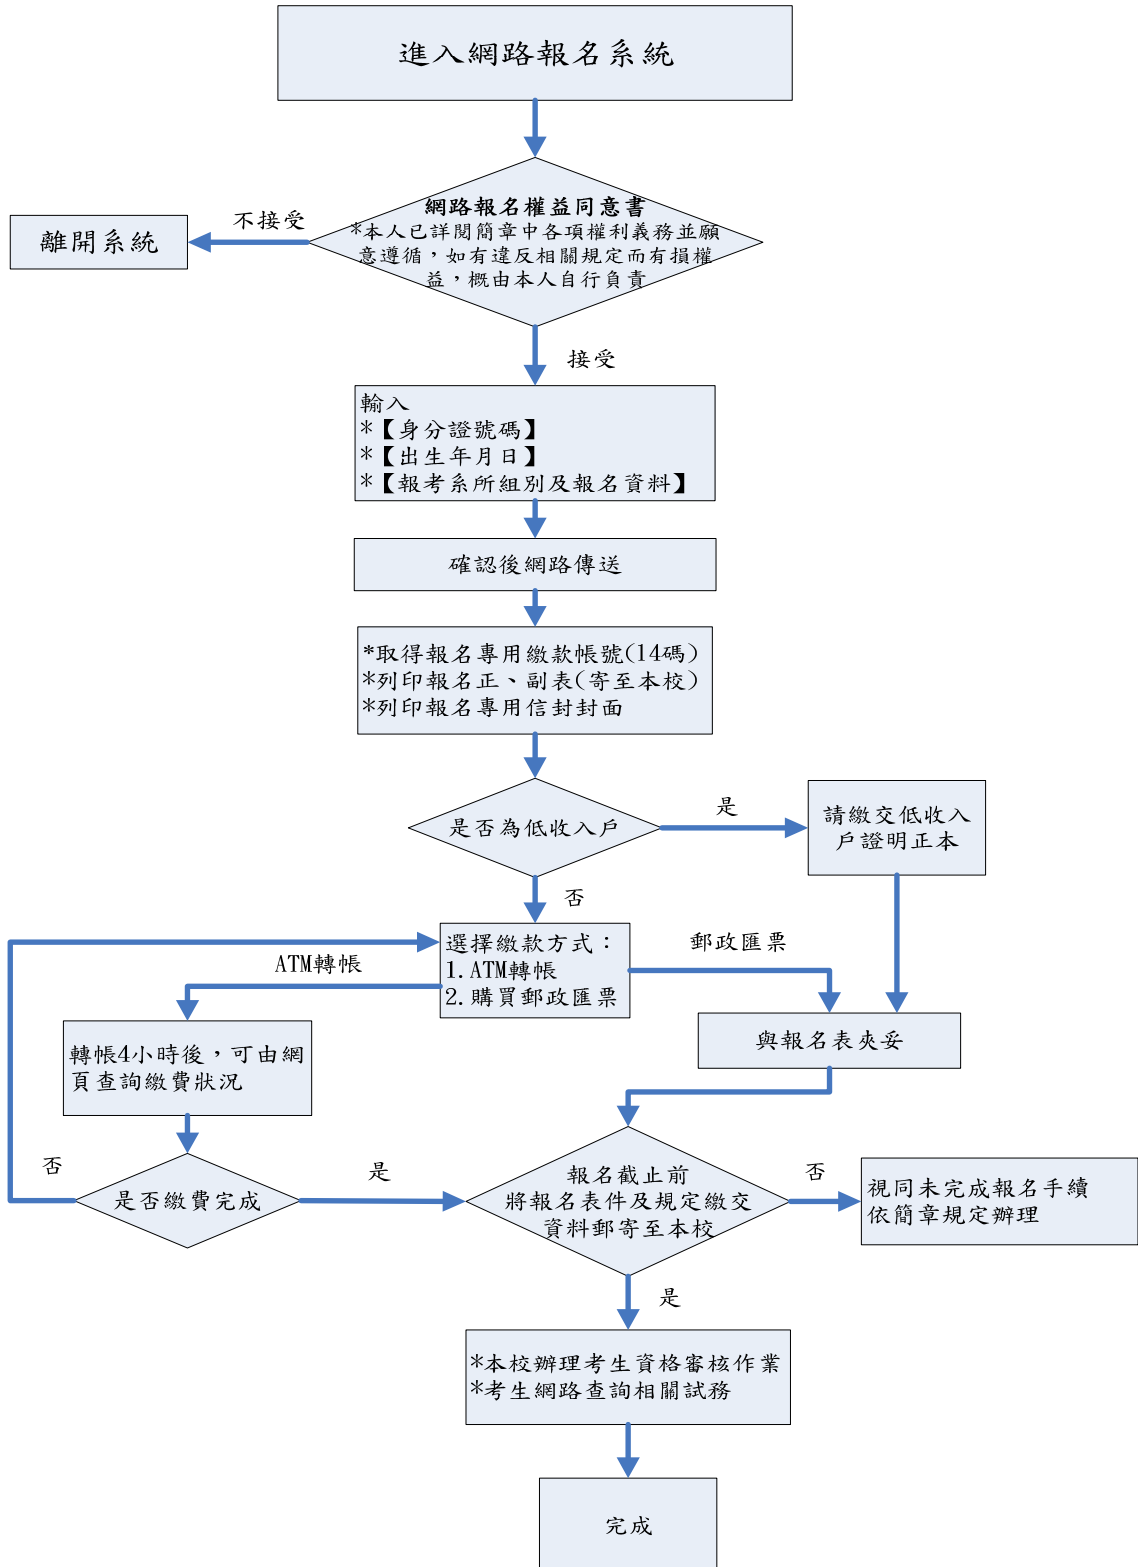 進入網路報名系統
網路報名權益同意書
*本人已詳閱簡章中各項權利義務並願
意遵循，如有違反相關規定而有損權
益，概由本人自行負責
不接受
離開系統
接受
輸入
*【身分證號碼】
*【出生年月日】
*【報考系所組別及報名資料】
確認後網路傳送
*取得報名專用繳款帳號(14碼)
*列印報名正、副表(寄至本校)
*列印報名專用信封封面
是否為低收入戶
是
請繳交低收入
戶證明正本
否
選擇繳款方式：
1.ATM轉帳
2.購買郵政匯票
郵政匯票
ATM轉帳
與報名表夾妥
轉帳4小時後，可由網
頁查詢繳費狀況
否
是否繳費完成
是
報名截止前
將報名表件及規定繳交
資料郵寄至本校
否
視同未完成報名手續
依簡章規定辦理
是
*本校辦理考生資格審核作業
*考生網路查詢相關試務
完成